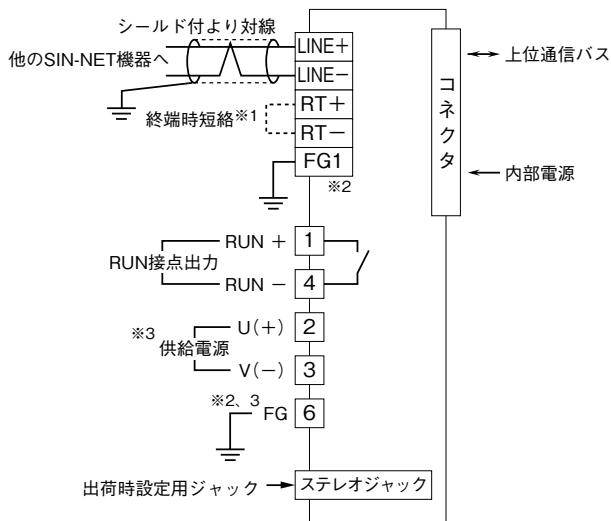 シールド付より対線
他のSIN-NET機器へ
LINE+
LINE−
RT+
終端時短絡※1
RT−
FG1
※2
コネクタ
上位通信バス
内部電源
RUN + 1
RUN接点出力
RUN − 4
U(+) 2
※3 供給電源
V(−) 3
※2、3 FG 6
出荷時設定用ジャック
ステレオジャック